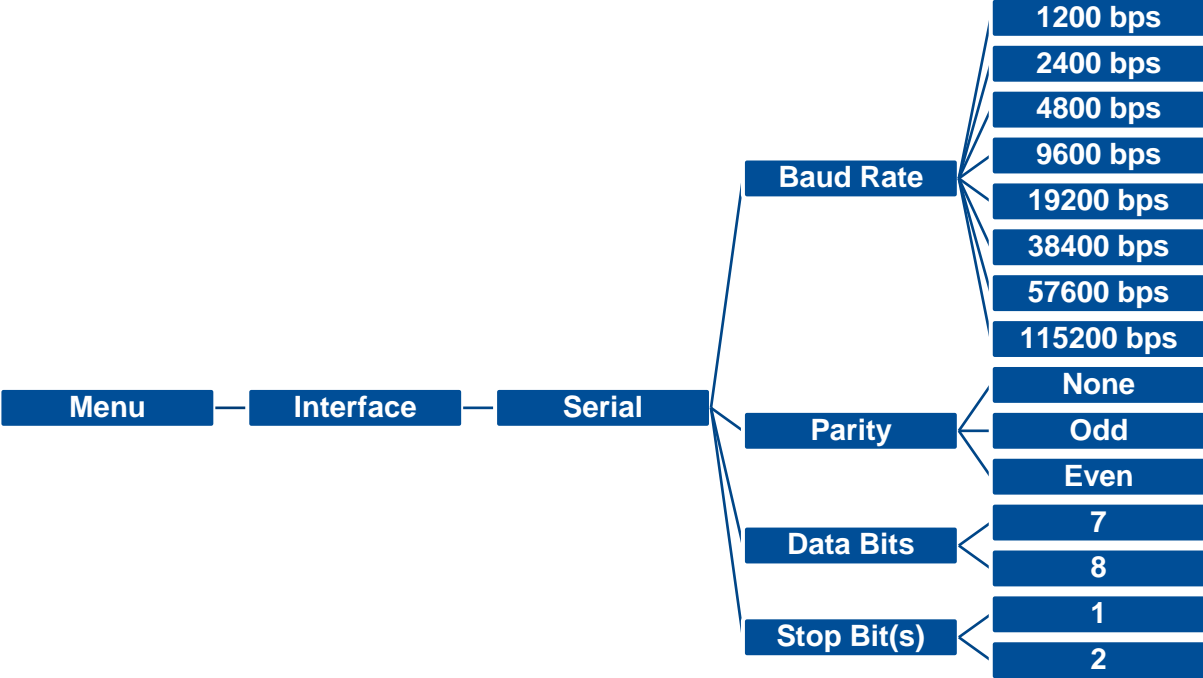 1200 bps
2400 bps
4800 bps
9600 bps
Baud Rate
19200 bps
38400 bps
57600 bps
115200 bps
Menu
Interface
Serial
None
Parity
Odd
Even
7
Data Bits
8
1
Stop Bit(s)
2